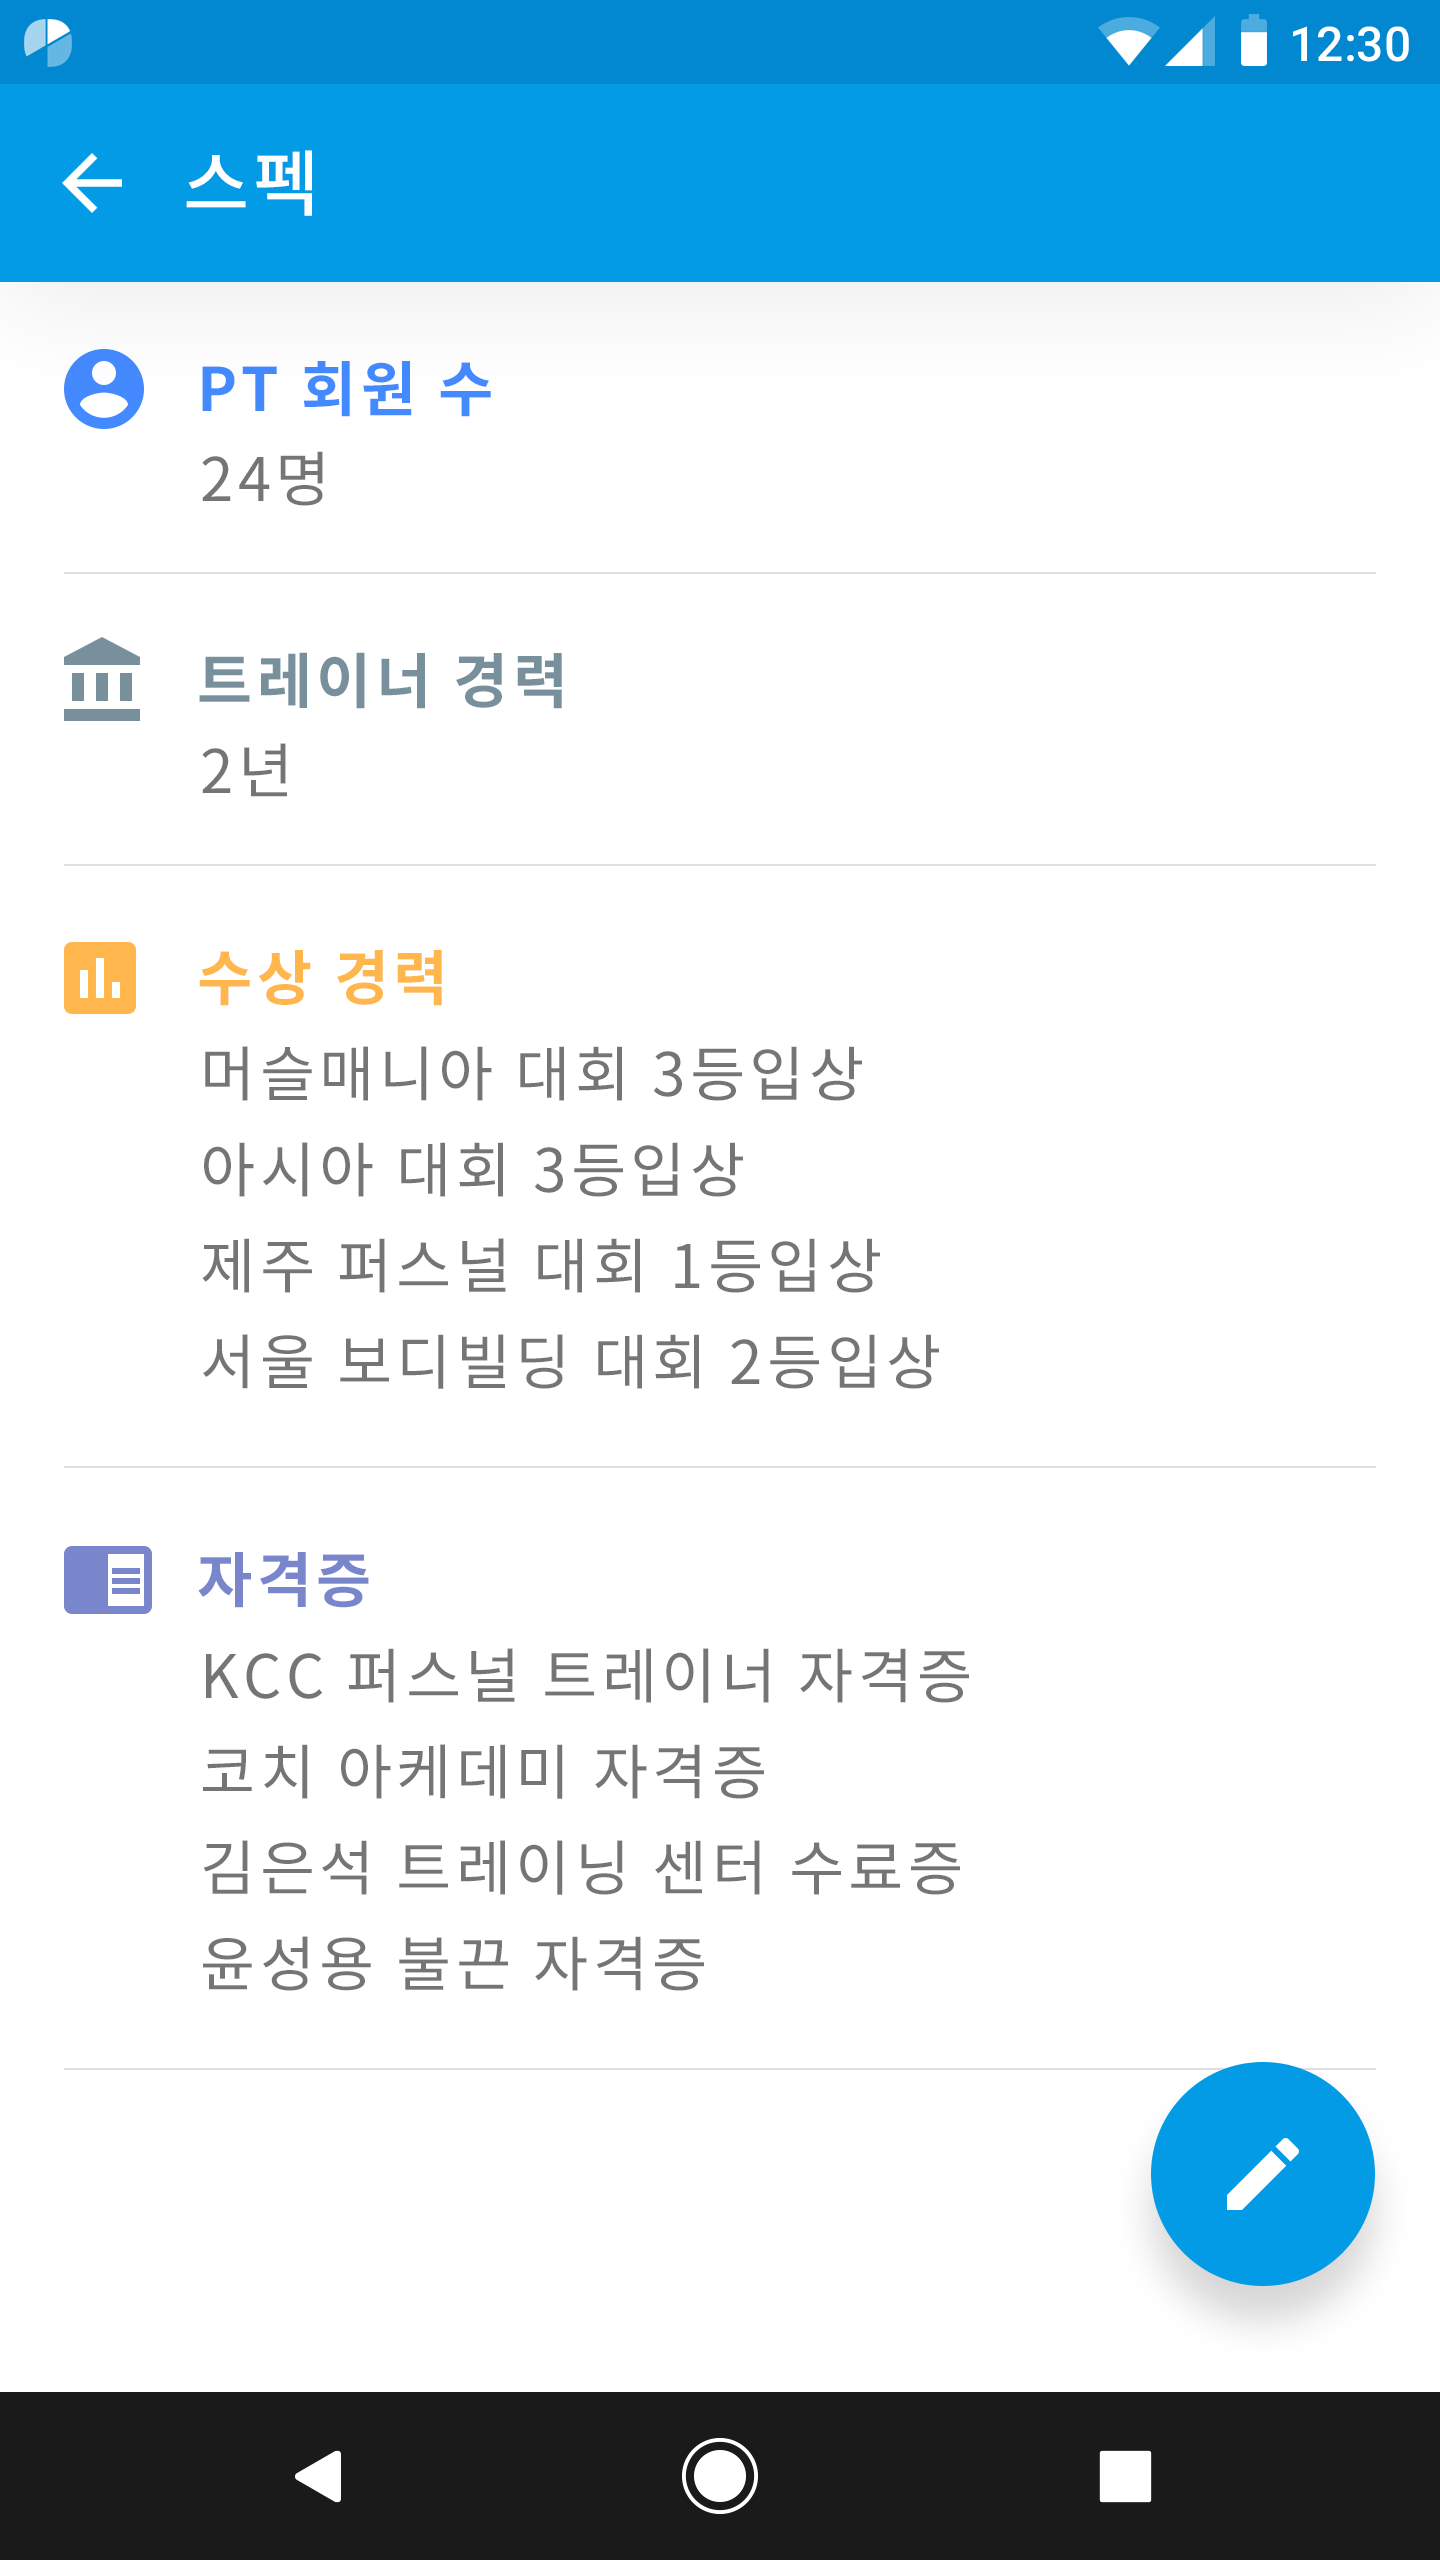 12:30
스펙
PT 회원 수
24명
트레이너 경력
2년
수상 경력
머슬매니아 대회 3등입상
아시아 대회 3등입상
제주 퍼스널 대회 1등입상
서울 보디빌딩 대회 2등입상
자격증
KCC 퍼스널 트레이너 자격증
코치 아케데미 자격증
김은석 트레이닝 센터 수료증
윤성용 불끈 자격증